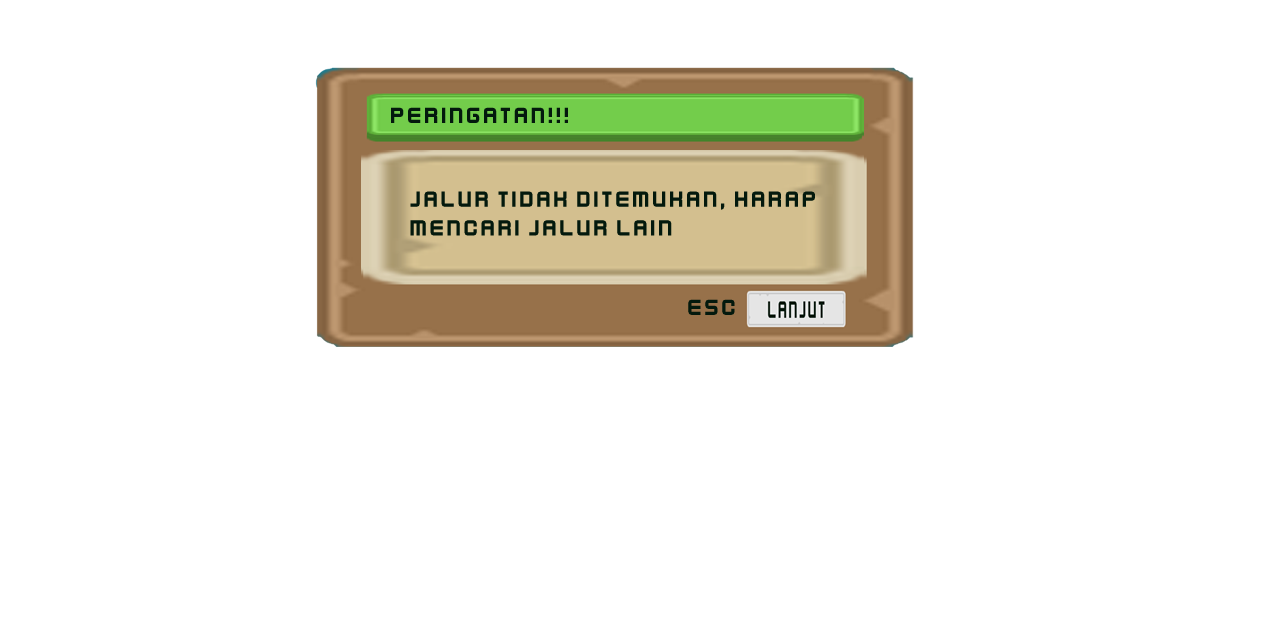 PERINGATAN!!!
JALUR TIDAK DITEMUKAN, HARAP
MENCARI JALUR LAIN
ESC LANJUT